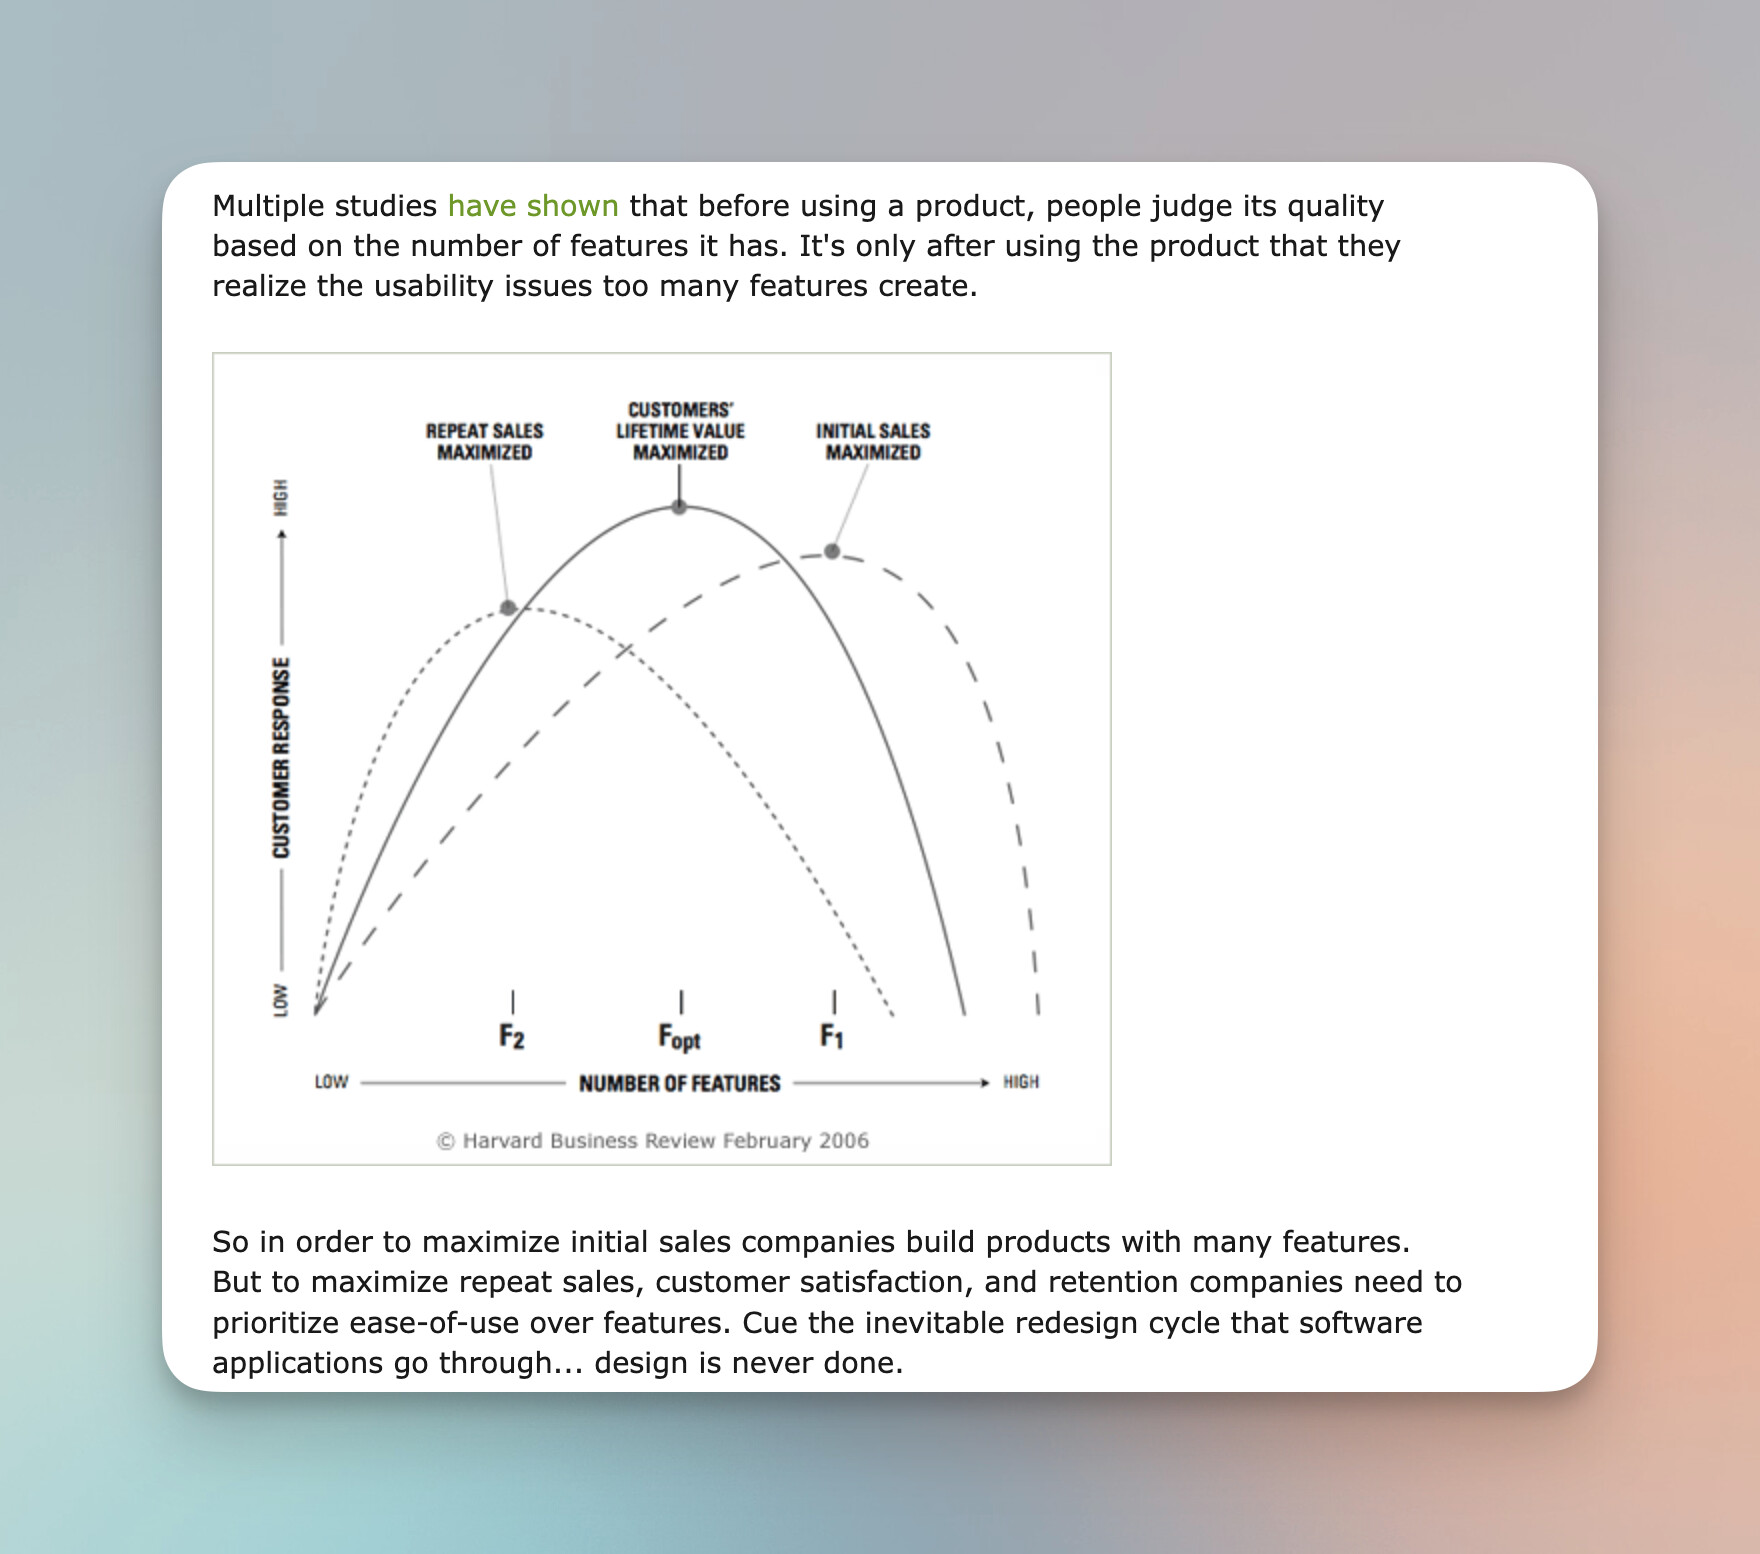 Multiple studies have shown that before using a product, people judge its quality
based on the number of features it has. It's only after using the product that they
realize the usability issues too many features create.
REPEAT SALES
MAXIMIZED
CUSTOMERS'
LIFETIME VALUE
MAXIMIZED
INITIAL SALES
MAXIMIZED
HIGH
CUSTOMER RESPONSE
LOW
F2
Fopt
F1
LOW
NUMBER OF FEATURES
HIGH
© Harvard Business Review February 2006
So in order to maximize initial sales companies build products with many features.
But to maximize repeat sales, customer satisfaction, and retention companies need to
prioritize ease-of-use over features. Cue the inevitable redesign cycle that software
applications go through... design is never done.